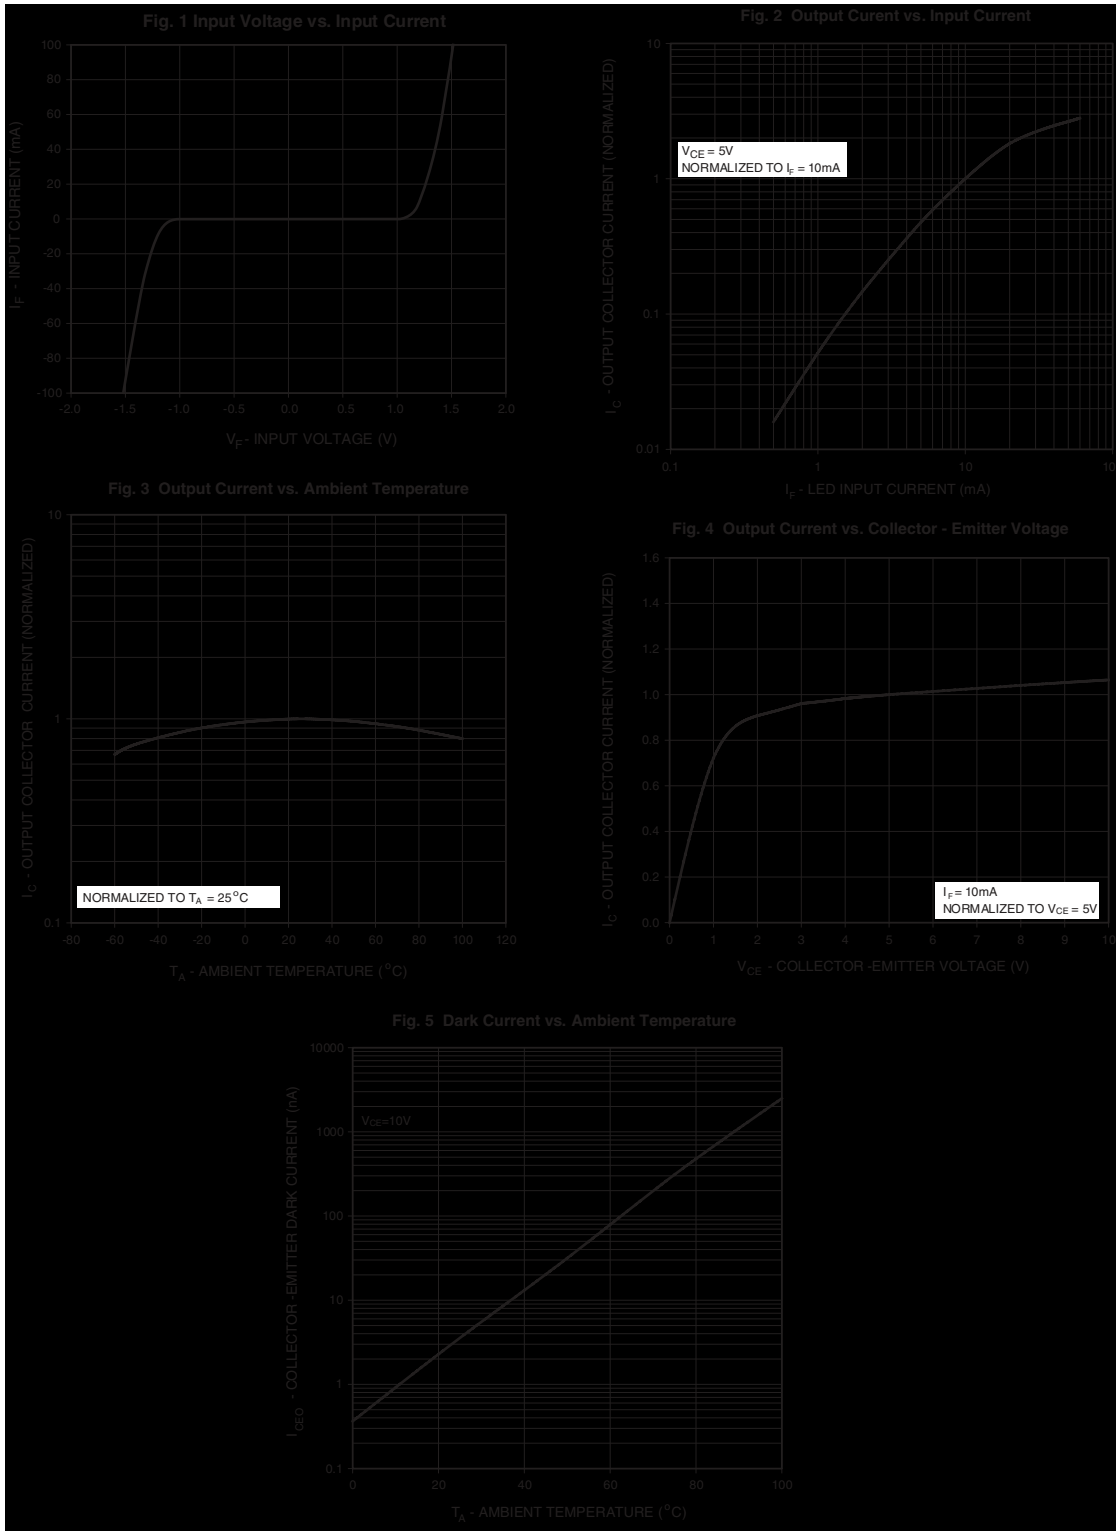 Fig. 1 Input Voltage vs. Input Current
100
80
60
40
20
0
-20
-40
-60
-80
-100
-2.0 -1.5 -1.0 -0.5 0.0 0.5 1.0 1.5 2.0
IF - INPUT CURRENT (mA)
VF - INPUT VOLTAGE (V)
Fig. 2 Output Curent vs. Input Current
10
1
0.1
0.01
0.1 1 10 10
IC - OUTPUT COLLECTOR CURRENT (NORMALIZED)
VCE = 5V
NORMALIZED TO IF = 10mA
IF - LED INPUT CURRENT (mA)
Fig. 3 Output Current vs. Ambient Temperature
10
1
0.1
-80 -60 -40 -20 0 20 40 60 80 100 120
IC - OUTPUT COLLECTOR CURRENT (NORMALIZED)
NORMALIZED TO TA = 25°C
TA - AMBIENT TEMPERATURE (°C)
Fig. 4 Output Current vs. Collector - Emitter Voltage
1.6
1.4
1.2
1.0
0.8
0.6
0.4
0.2
0.0
0 1 2 3 4 5 6 7 8 9 10
IC - OUTPUT COLLECTOR CURRENT (NORMALIZED)
IF = 10mA
NORMALIZED TO VCE = 5V
VCE - COLLECTOR -EMITTER VOLTAGE (V)
Fig. 5 Dark Current vs. Ambient Temperature
10000
1000
100
10
1
0.1
0 20 40 60 80 100
ICEO - COLLECTOR -EMITTER DARK CURRENT (nA)
VCE=10V
TA - AMBIENT TEMPERATURE (°C)